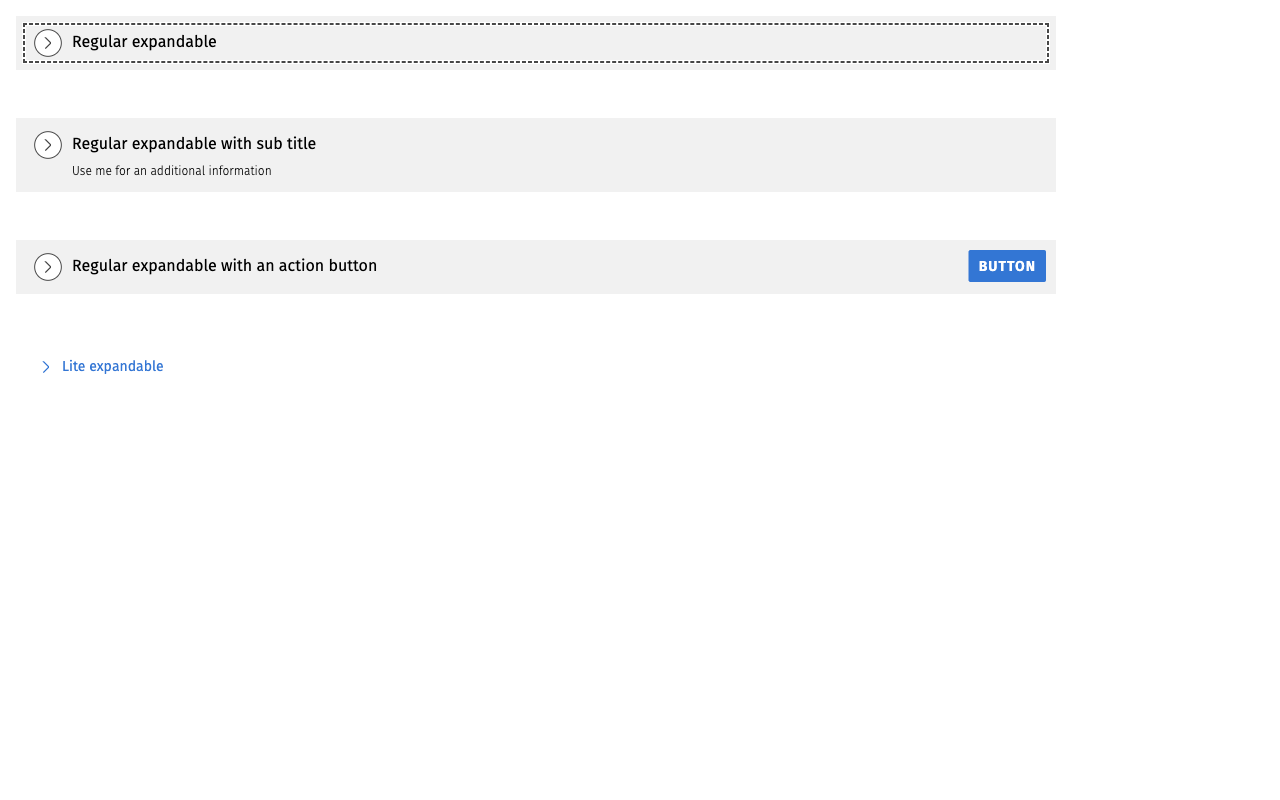 Regular expandable
Regular expandable with sub title
Use me for an additional information
Regular expandable with an action button
BUTTON
Lite expandable